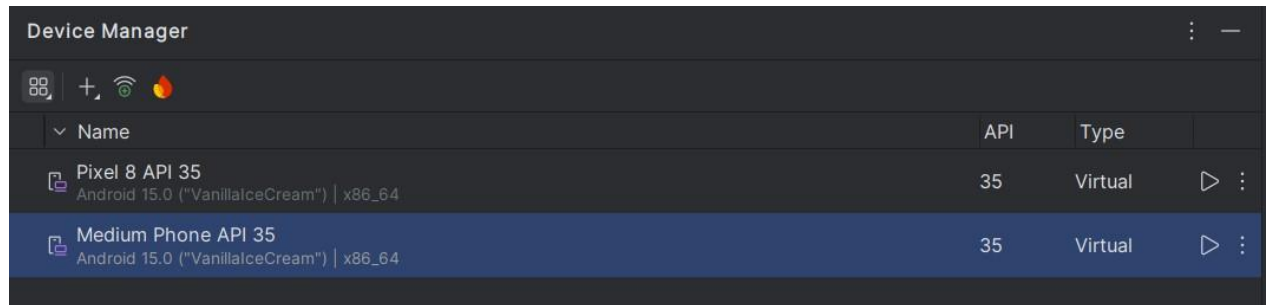 Device Manager
Name API Type
Pixel 8 API 35 35 Virtual
Android 15.0 ("VanillaIceCream") | x86_64
Medium Phone API 35 35 Virtual
Android 15.0 ("VanillaIceCream") | x86_64